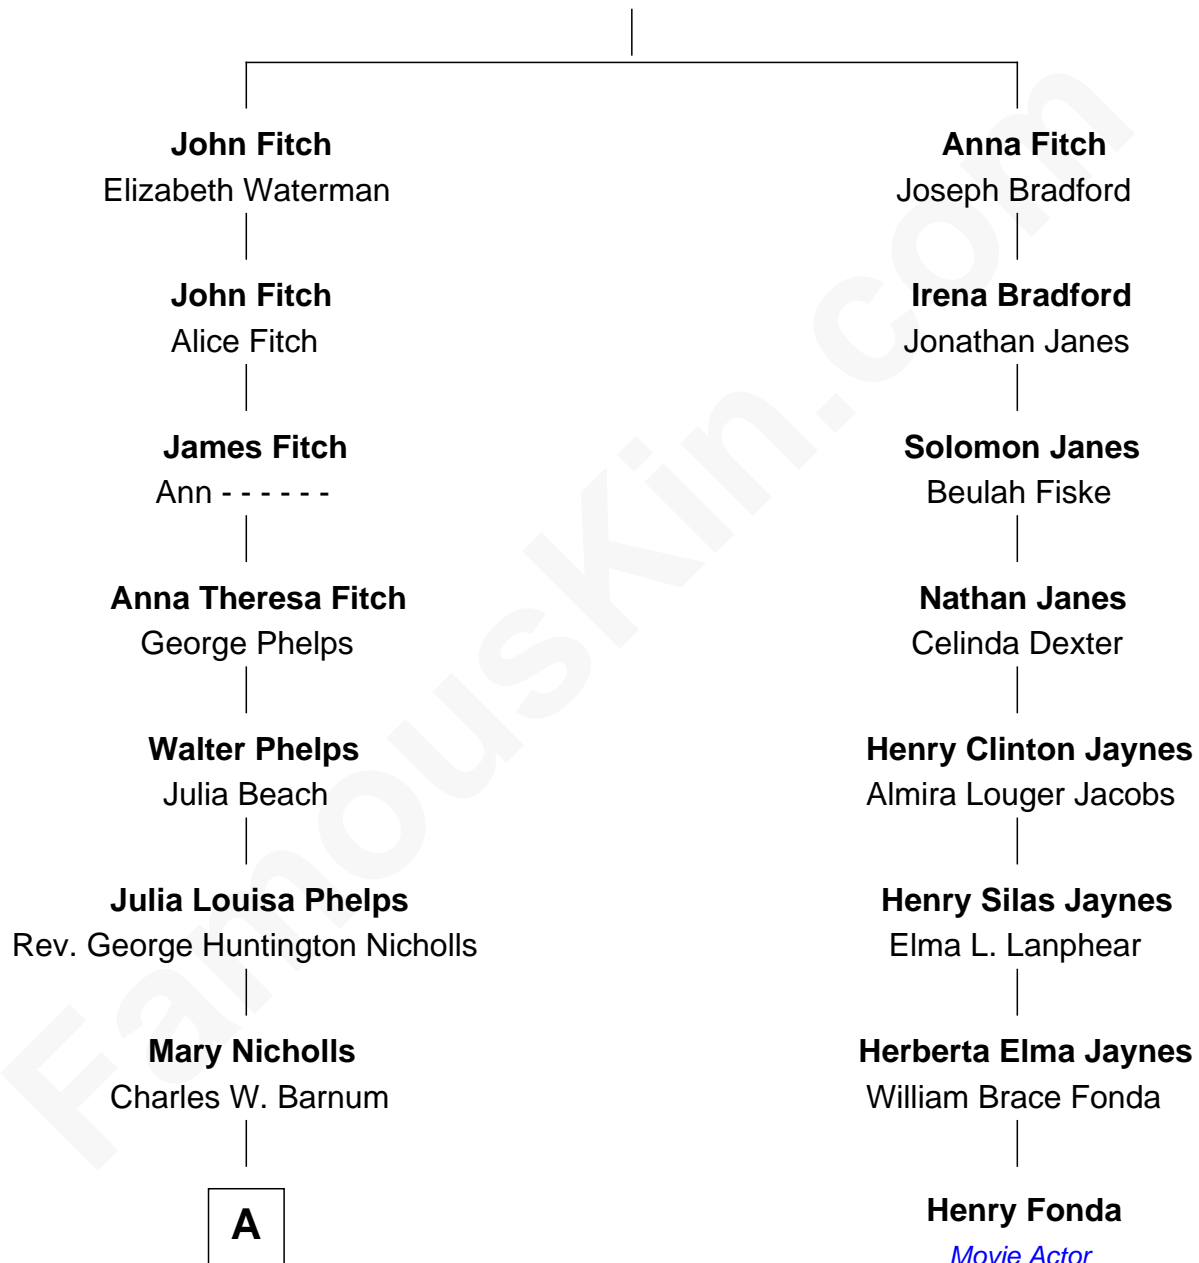 John Fitch
Elizabeth Waterman
John Fitch
Alice Fitch
James Fitch
Ann - - - - - -
Anna Theresa Fitch
George Phelps
Walter Phelps
Julia Beach
Julia Louisa Phelps
Rev. George Huntington Nicholls
Mary Nicholls
Charles W. Barnum
A
Anna Fitch
Joseph Bradford
Irena Bradford
Jonathan Janes
Solomon Janes
Beulah Fiske
Nathan Janes
Celinda Dexter
Henry Clinton Jaynes
Almira Louger Jacobs
Henry Silas Jaynes
Elma L. Lanphear
Herberta Elma Jaynes
William Brace Fonda
Henry Fonda
Movie Actor
FamousKin.com